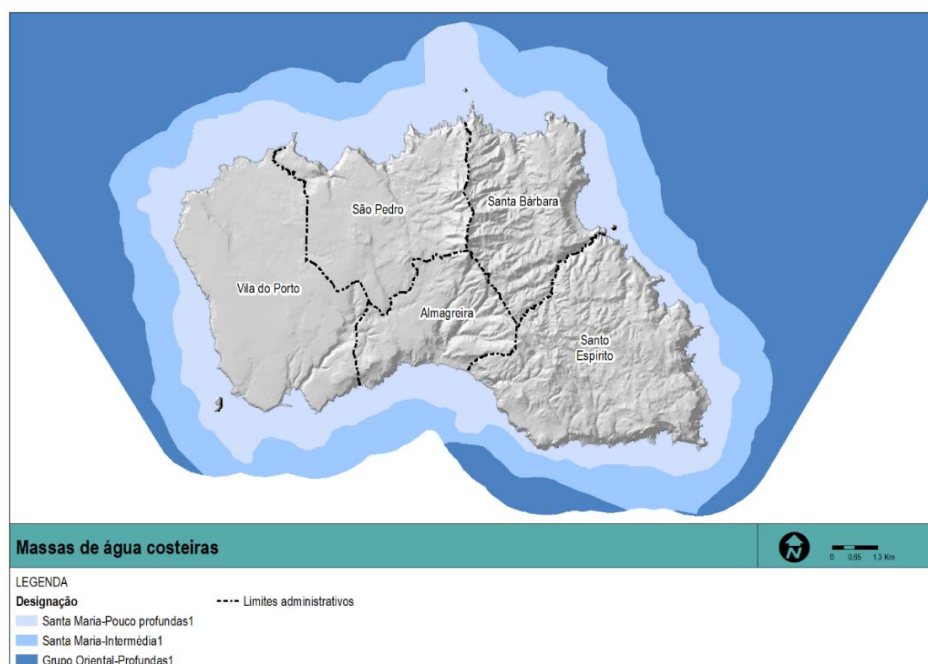 Santa Bàrbara
São Pedro
Vila do Porto
Almagreira
Santo
Espírito
Massas de água costeiras
N
0 0,65 1,3 Km
LEGENDA
Designação
Limites administrativos
Santa Maria-Pouco profundas1
Santa Maria-Intermédia1
Grupo Oriental-Profundas1